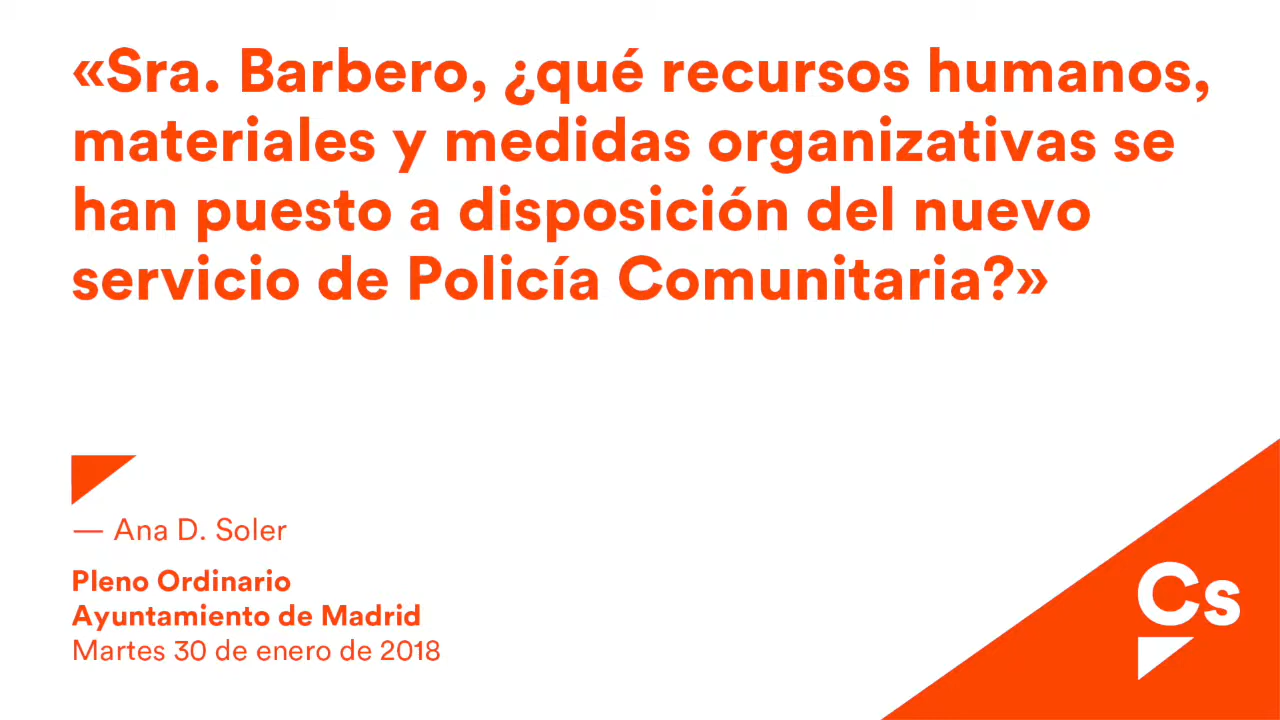 «Sra. Barbero, ¿qué recursos humanos,
materiales y medidas organizativas se
han puesto a disposición del nuevo
servicio de Policía Comunitaria?»
— Ana D. Soler
Pleno Ordinario
Ayuntamiento de Madrid
Martes 30 de enero de 2018
Cs